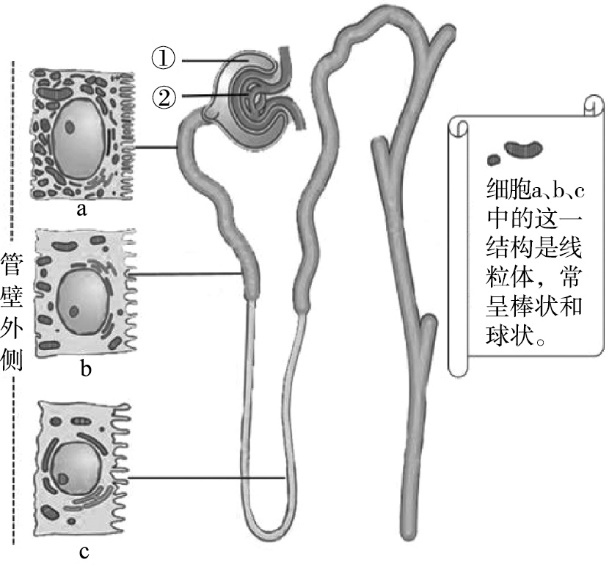 ①
②
a
管壁外侧
b
c
细胞a、b、c
中的这一
结构是线
粒体，常
呈棒状和
球状。